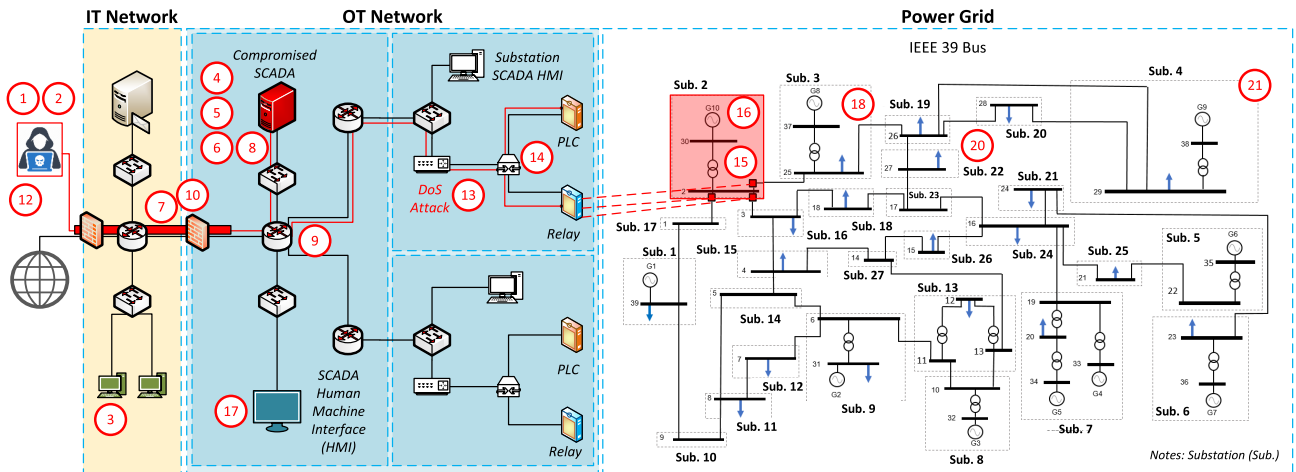 IT Network
OT Network
Power Grid
IEEE 39 Bus
Compromised
SCADA
Substation
SCADA HMI
PLC
Relay
DoS
Attack
SCADA
Human
Machine
Interface
(HMI)
PLC
Relay
1
2
3
4
5
6
7
8
9
10
12
13
14
15
16
17
18
20
21
Sub. 2
G10
30
2
Sub. 3
G8
37
25
Sub. 19
26
28
Sub. 20
Sub. 4
G9
38
29
27
Sub. 22
Sub. 21
24
Sub. 17
1
3
Sub. 16
18
Sub. 18
Sub. 23
17
16
Sub. 24
Sub. 15
4
14
Sub. 27
15
Sub. 26
Sub. 25
21
Sub. 5
G6
35
22
Sub. 1
G1
39
5
Sub. 14
6
31
G2
Sub. 9
7
Sub. 12
8
Sub. 11
9
Sub. 10
Sub. 13
12
11
13
10
32
G3
Sub. 8
19
20
34
G5
33
G4
Sub. 7
23
36
G7
Sub. 6
Notes: Substation (Sub.)